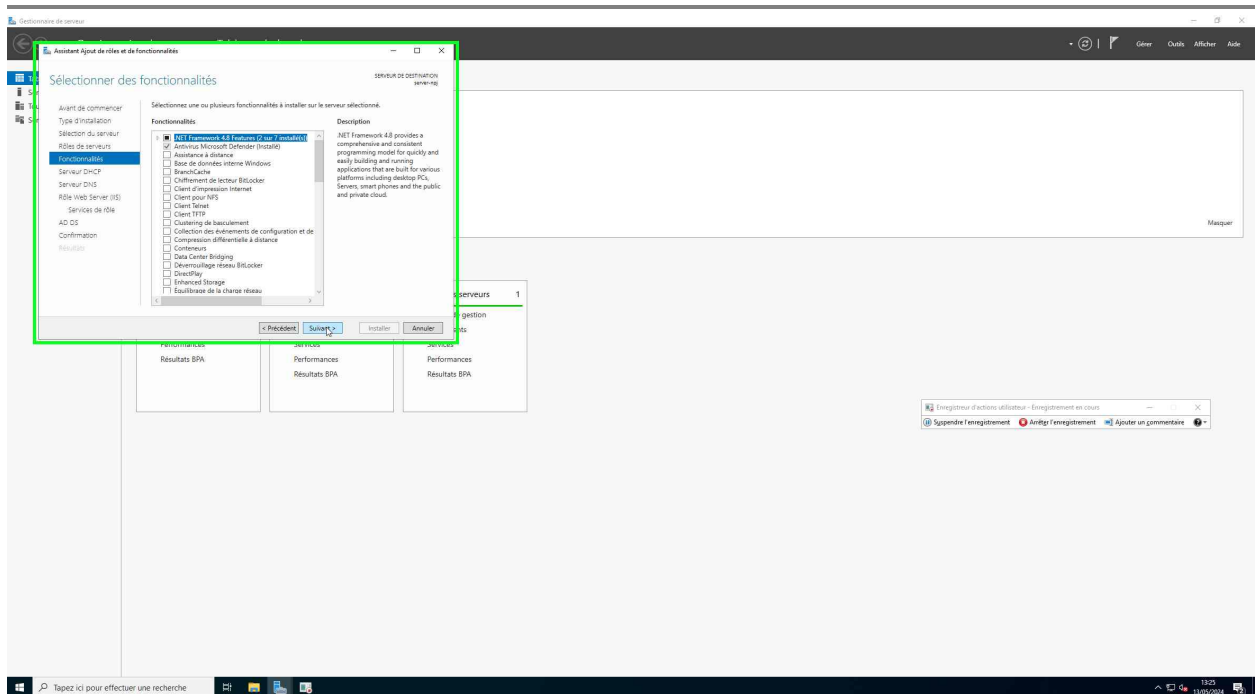 Gestionnaire de serveur
Gérer Outils Afficher Aide
Assistant Ajout de rôles et de fonctionnalités
Sélectionner des fonctionnalités
SERVEUR DE DESTINATION
server-npj
Avant de commencer
Type d'installation
Sélection du serveur
Rôles de serveurs
Fonctionnalités
Serveur DHCP
Serveur DNS
Rôle Web Server (IIS)
Services de rôle
AD DS
Confirmation
Résultats
Sélectionnez une ou plusieurs fonctionnalités à installer sur le serveur sélectionné.
Fonctionnalités
.NET Framework 4.8 Features (2 sur 7 installé(s))
Antivirus Microsoft Defender (Installé)
Assistance à distance
Base de données interne Windows
BranchCache
Chiffrement de lecteur BitLocker
Client d'impression Internet
Client pour NFS
Client Telnet
Client TFTP
Clustering de basculement
Collection des événements de configuration et de
Compression différentielle à distance
Conteneurs
Data Center Bridging
Déverrouillage réseau BitLocker
DirectPlay
Enhanced Storage
Équilibrage de la charge réseau
Description
.NET Framework 4.8 provides a
comprehensive and consistent
programming model for quickly and
easily building and running
applications that are built for various
platforms including desktop PCs,
Servers, smart phones and the public
and private cloud.
< Précédent Suivant > Installer Annuler
Masquer
serveurs 1
gestion
Performances
Résultats BPA
Services
Performances
Résultats BPA
Services
Performances
Résultats BPA
Enregistreur d'actions utilisateur - Enregistrement en cours
Suspendre l'enregistrement Arrêter l'enregistrement Ajouter un commentaire
Tapez ici pour effectuer une recherche
13:25
13/05/2024